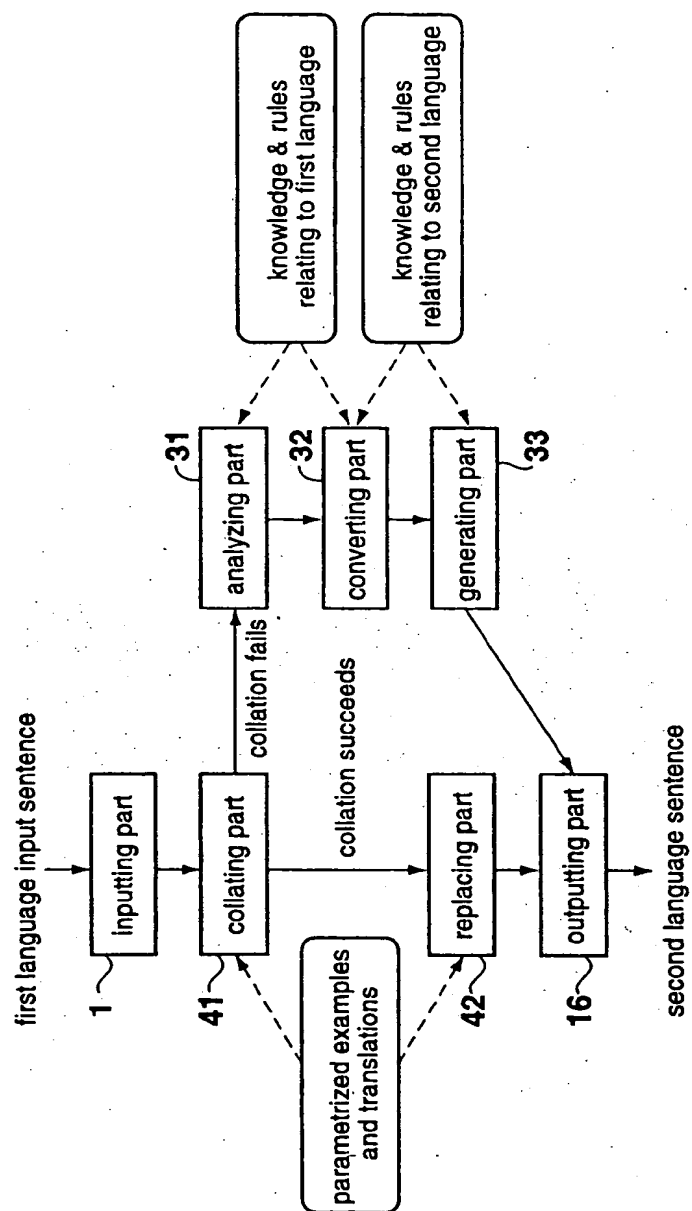 first language input sentence
1
inputting part
41
collating part
collation fails
collation succeeds
parametrized examples
and translations
42
replacing part
16
outputting part
second language sentence
31
analyzing part
32
converting part
33
generating part
knowledge & rules
relating to first language
knowledge & rules
relating to second language